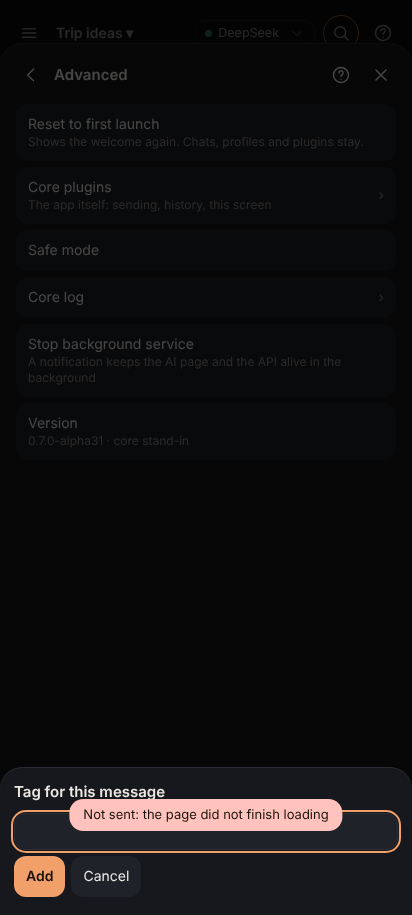 Trip ideas ▾
DeepSeek
Advanced
Reset to first launch
Shows the welcome again. Chats, profiles and plugins stay.
Core plugins
The app itself: sending, history, this screen
Safe mode
Core log
Stop background service
A notification keeps the AI page and the API alive in the
background
Version
0.7.0-alpha31 · core stand-in
Tag for this message
Not sent: the page did not finish loading
Add
Cancel